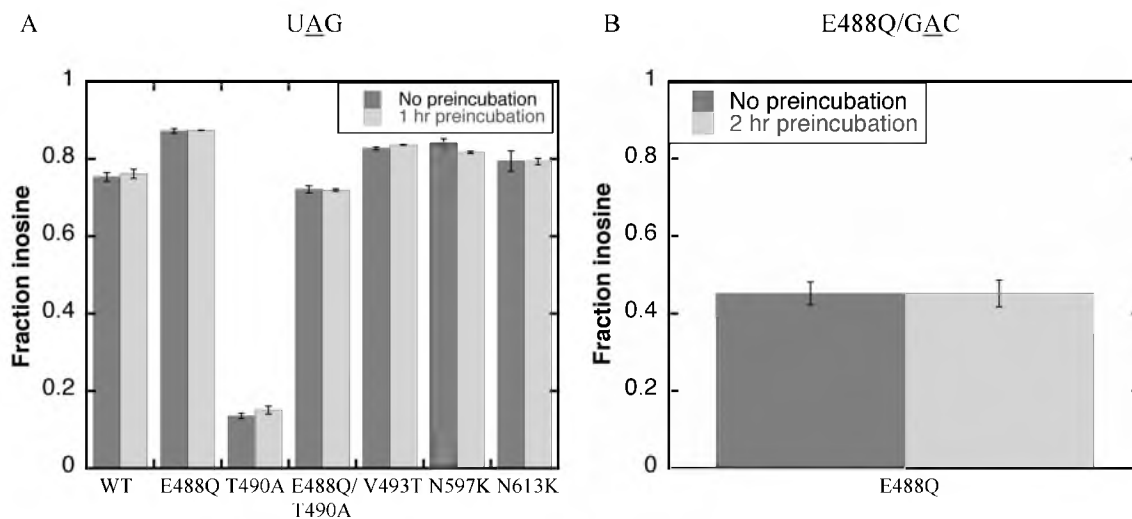 A
UAG
B
E488Q/GAC
No preincubation
1 hr preincubation
No preincubation
2 hr preincubation
Fraction inosine
1
0.8
0.6
0.4
0.2
0
Fraction inosine
1
0.8
0.6
0.4
0.2
0
WT E488Q T490A E488Q/ V493T N597K N613K
T490A
E488Q